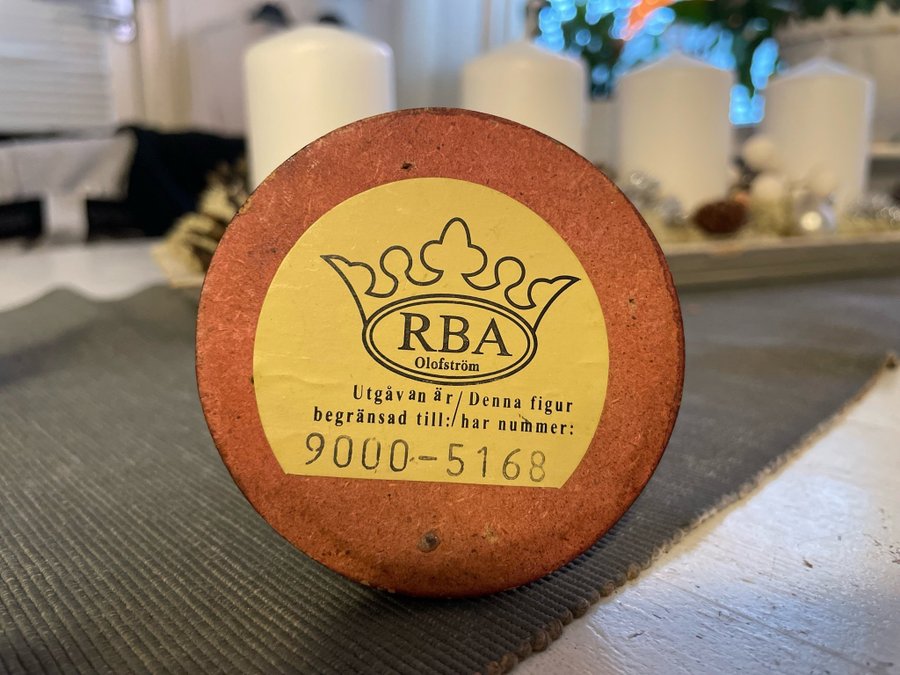 RBA
Olofström
Utgåvan är / Denna figur
begränsad till: / har nummer:
9000-5168